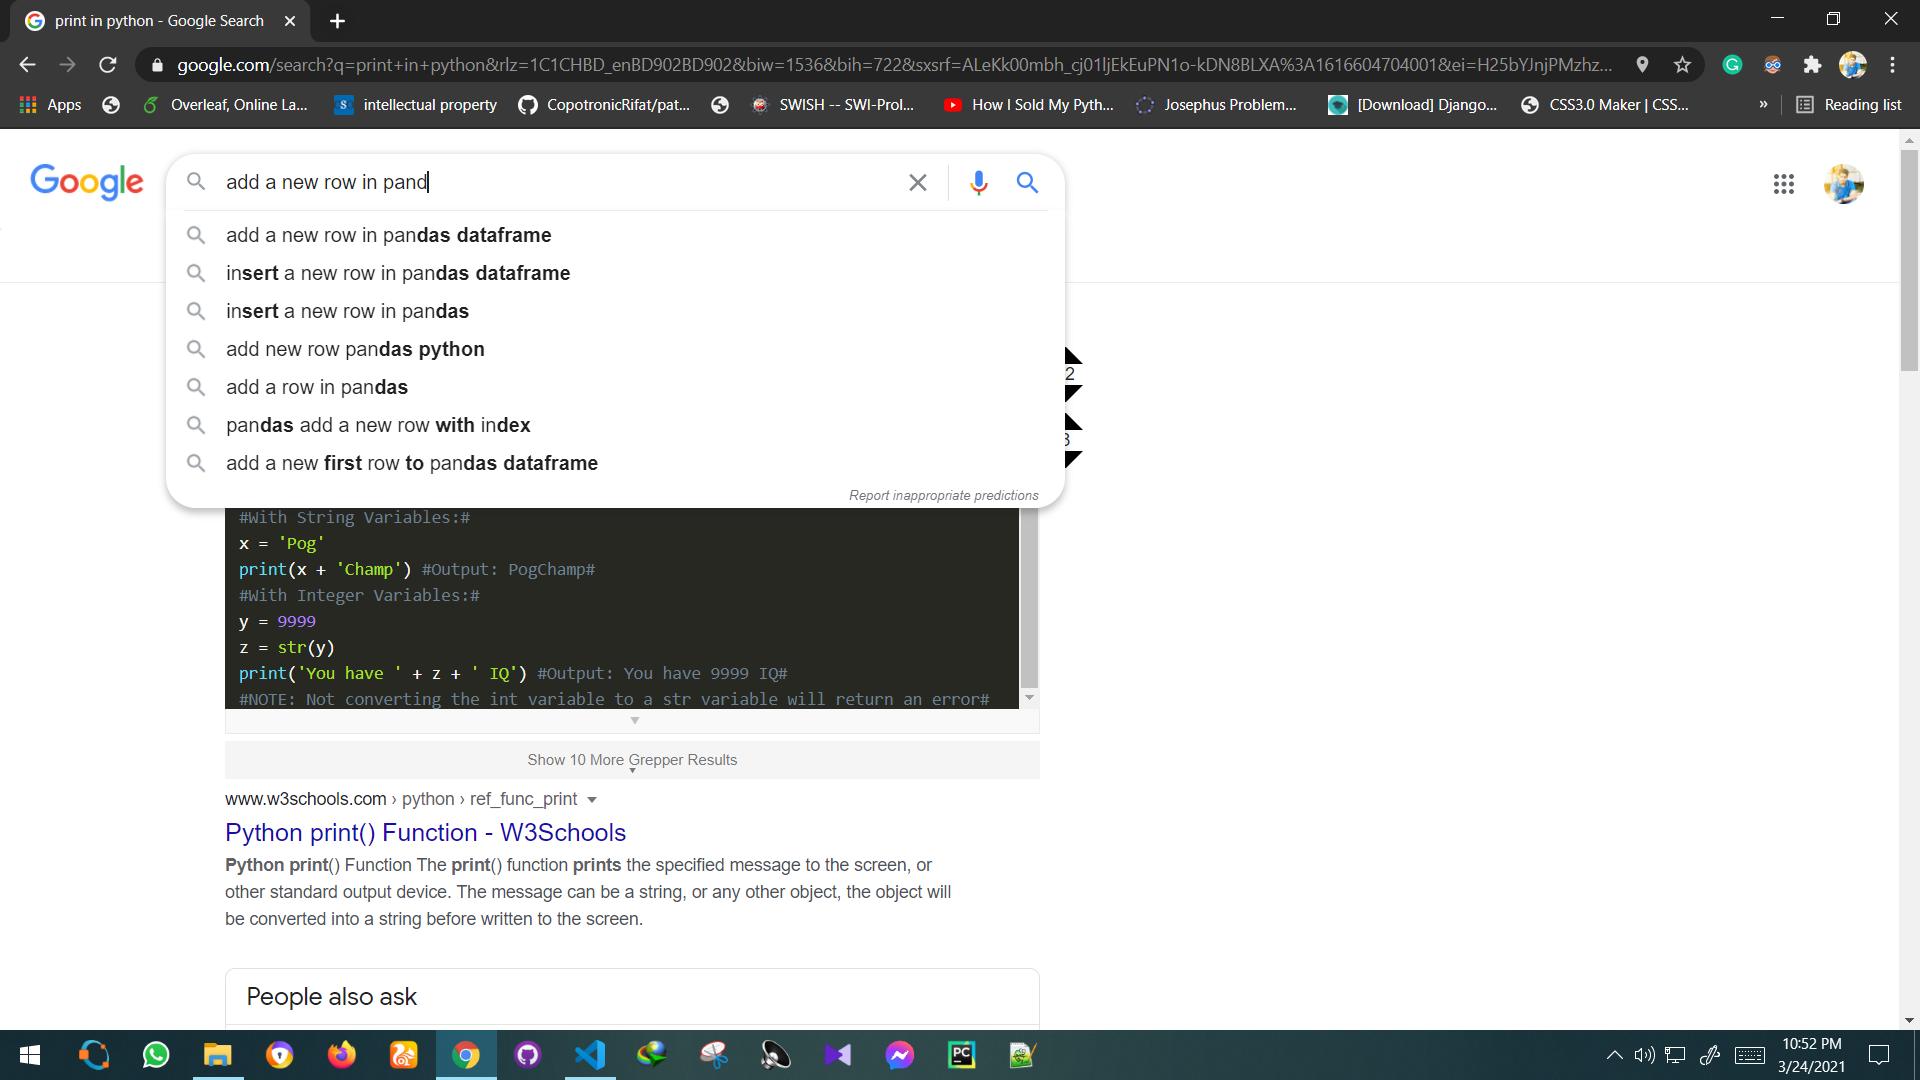 print in python - Google Search
google.com/search?q=print+in+python&rlz=1C1CHBD_enBD902BD902&biw=1536&bih=722&sxsrf=ALeKk00mbh_cj01ljEkEuPN1o-kDN8BLXA%3A1616604704001&ei=H25bYJnjPMzhz...
Apps
Overleaf, Online La...
intellectual property
CopotronicRifat/pat...
SWISH -- SWI-Prol...
How I Sold My Pyth...
Josephus Problem...
[Download] Django...
CSS3.0 Maker | CSS...
»
Reading list
Google
add a new row in pand
add a new row in pandas dataframe
insert a new row in pandas dataframe
insert a new row in pandas
add new row pandas python
add a row in pandas
pandas add a new row with index
add a new first row to pandas dataframe
Report inappropriate predictions
2
3
#With String Variables:#
x = 'Pog'
print(x + 'Champ') #Output: PogChamp#
#With Integer Variables:#
y = 9999
z = str(y)
print('You have ' + z + ' IQ') #Output: You have 9999 IQ#
#NOTE: Not converting the int variable to a str variable will return an error#
Show 10 More Grepper Results
www.w3schools.com › python › ref_func_print
Python print() Function - W3Schools
Python print() Function The print() function prints the specified message to the screen, or
other standard output device. The message can be a string, or any other object, the object will
be converted into a string before written to the screen.
People also ask
PC
10:52 PM
3/24/2021